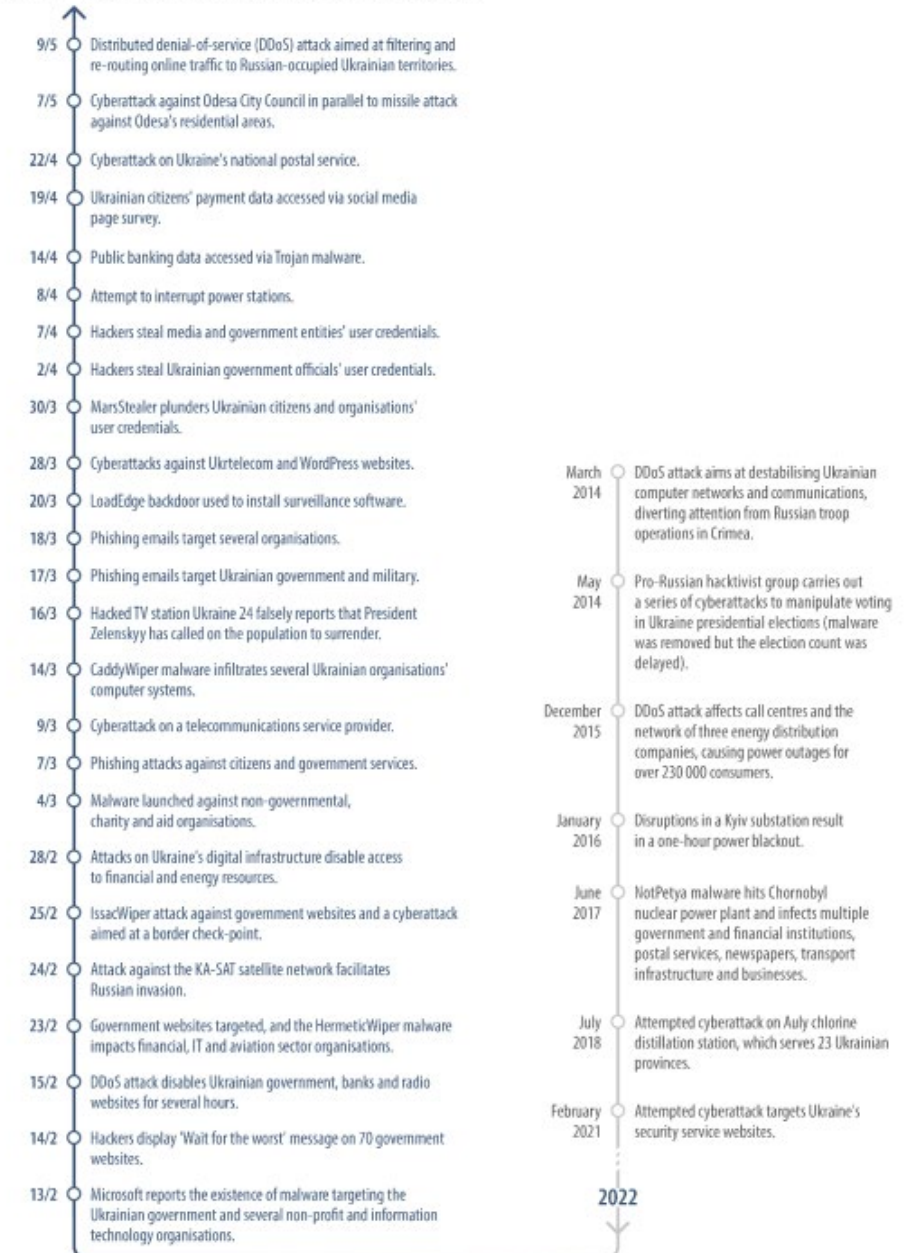 9/5 Distributed denial-of-service (DDoS) attack aimed at filtering and
re-routing online traffic to Russian-occupied Ukrainian territories.
7/5 Cyberattack against Odesa City Council in parallel to missile attack
against Odesa's residential areas.
22/4 Cyberattack on Ukraine's national postal service.
19/4 Ukrainian citizens' payment data accessed via social media
page survey.
14/4 Public banking data accessed via Trojan malware.
8/4 Attempt to interrupt power stations.
7/4 Hackers steal media and government entities' user credentials.
2/4 Hackers steal Ukrainian government officials' user credentials.
30/3 MarsStealer plunders Ukrainian citizens and organisations'
user credentials.
28/3 Cyberattacks against Ukrtelecom and WordPress websites.
20/3 LoadEdge backdoor used to install surveillance software.
18/3 Phishing emails target several organisations.
17/3 Phishing emails target Ukrainian government and military.
16/3 Hacked TV station Ukraine 24 falsely reports that President
Zelenskyy has called on the population to surrender.
14/3 CaddyWiper malware infiltrates several Ukrainian organisations'
computer systems.
9/3 Cyberattack on a telecommunications service provider.
7/3 Phishing attacks against citizens and government services.
4/3 Malware launched against non-governmental,
charity and aid organisations.
28/2 Attacks on Ukraine's digital infrastructure disable access
to financial and energy resources.
25/2 IssacWiper attack against government websites and a cyberattack
aimed at a border check-point.
24/2 Attack against the KA-SAT satellite network facilitates
Russian invasion.
23/2 Government websites targeted, and the HermeticWiper malware
impacts financial, IT and aviation sector organisations.
15/2 DDoS attack disables Ukrainian government, banks and radio
websites for several hours.
14/2 Hackers display 'Wait for the worst' message on 70 government
websites.
13/2 Microsoft reports the existence of malware targeting the
Ukrainian government and several non-profit and information
technology organisations.
March DDoS attack aims at destabilising Ukrainian
2014 computer networks and communications,
diverting attention from Russian troop
operations in Crimea.
May Pro-Russian hacktivist group carries out
2014 a series of cyberattacks to manipulate voting
in Ukraine presidential elections (malware
was removed but the election count was
delayed).
December DDoS attack affects call centres and the
2015 network of three energy distribution
companies, causing power outages for
over 230 000 consumers.
January Disruptions in a Kyiv substation result
2016 in a one-hour power blackout.
June NotPetya malware hits Chornobyl
2017 nuclear power plant and infects multiple
government and financial institutions,
postal services, newspapers, transport
infrastructure and businesses.
July Attempted cyberattack on Auly chlorine
2018 distillation station, which serves 23 Ukrainian
provinces.
February Attempted cyberattack targets Ukraine's
2021 security service websites.
2022